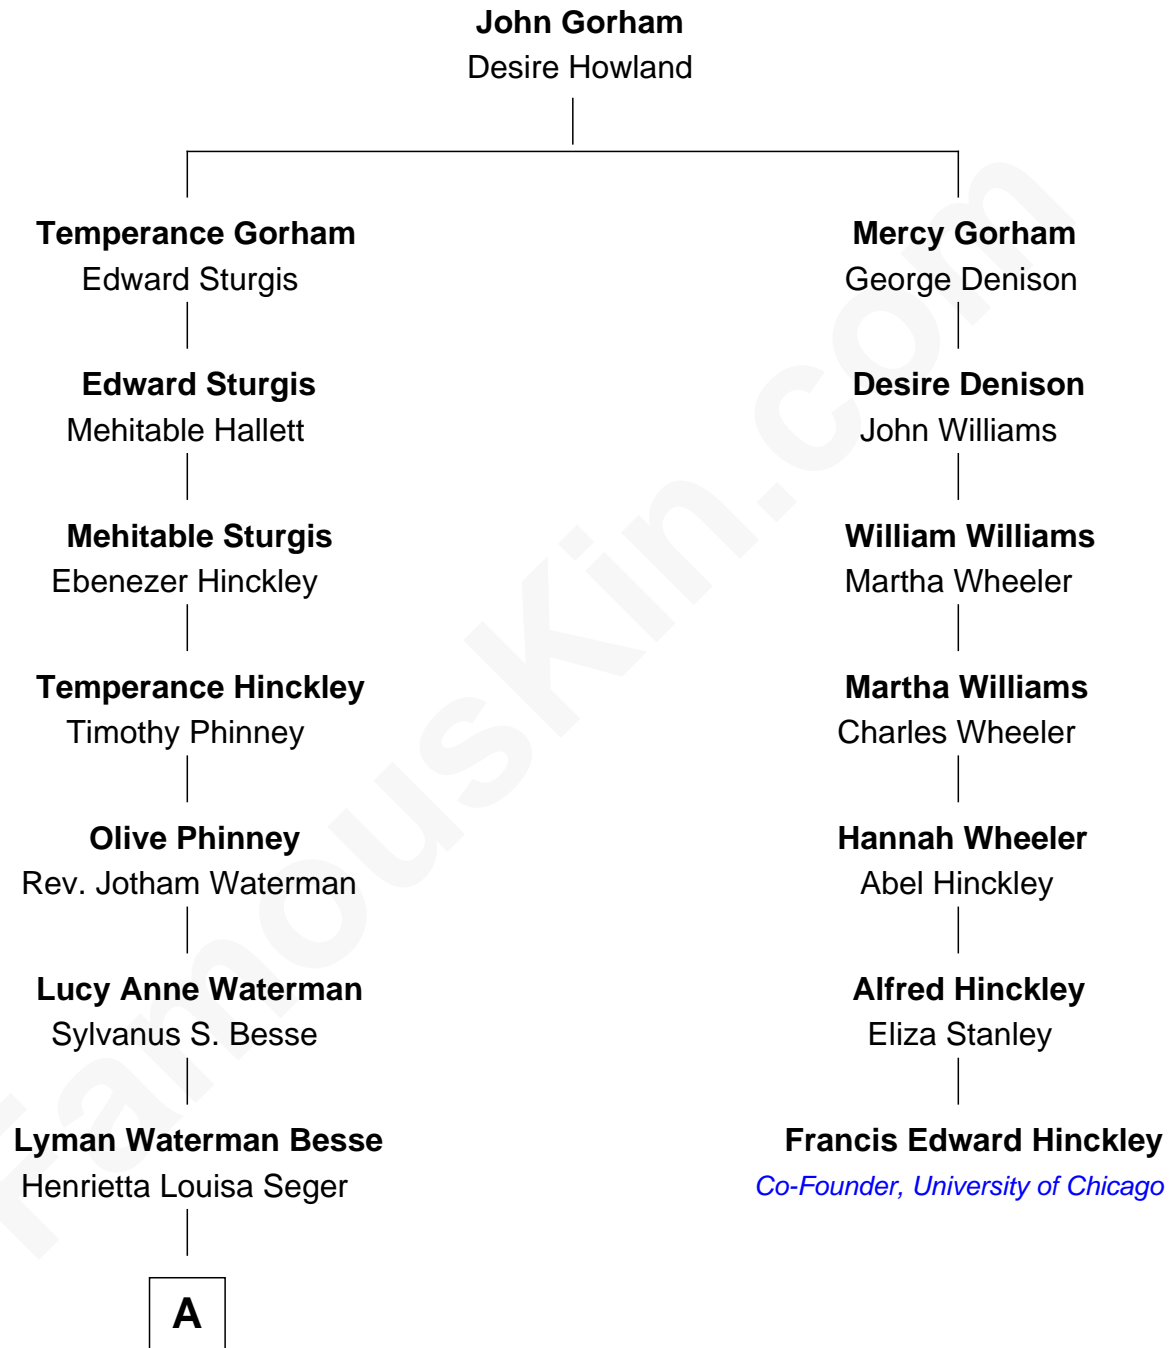 John Gorham
Desire Howland
Temperance Gorham
Edward Sturgis
Mercy Gorham
George Denison
Edward Sturgis
Mehitable Hallett
Desire Denison
John Williams
Mehitable Sturgis
Ebenezer Hinckley
William Williams
Martha Wheeler
Temperance Hinckley
Timothy Phinney
Martha Williams
Charles Wheeler
Olive Phinney
Rev. Jotham Waterman
Hannah Wheeler
Abel Hinckley
Lucy Anne Waterman
Sylvanus S. Besse
Alfred Hinckley
Eliza Stanley
Lyman Waterman Besse
Henrietta Louisa Seger
Francis Edward Hinckley
Co-Founder, University of Chicago
A
FamousKin.com